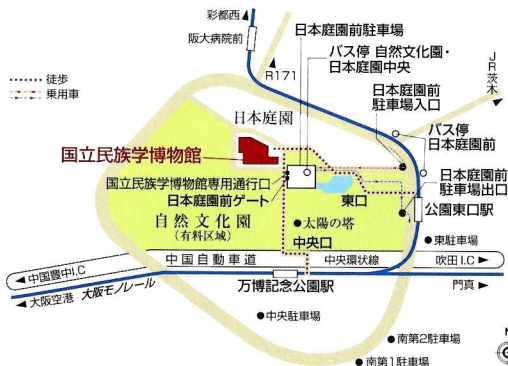 彩都西
阪大病院前
日本庭園前駐車場
バス停 自然文化園・
日本庭園中央
R171
JR茨木
徒歩
乗用車
日本庭園前
駐車場入口
日本庭園
バス停
日本庭園前
国立民族学博物館
国立民族学博物館専用通行口
日本庭園前ゲート
東口
日本庭園前
駐車場出口
公園東口駅
自然文化園
(有料区域)
太陽の塔
中央口
東駐車場
中国自動車道
中央環状線
吹田I.C
中国豊中I.C
大阪空港
大阪モノレール
万博記念公園駅
門真
中央駐車場
南第2駐車場
南第1駐車場
N